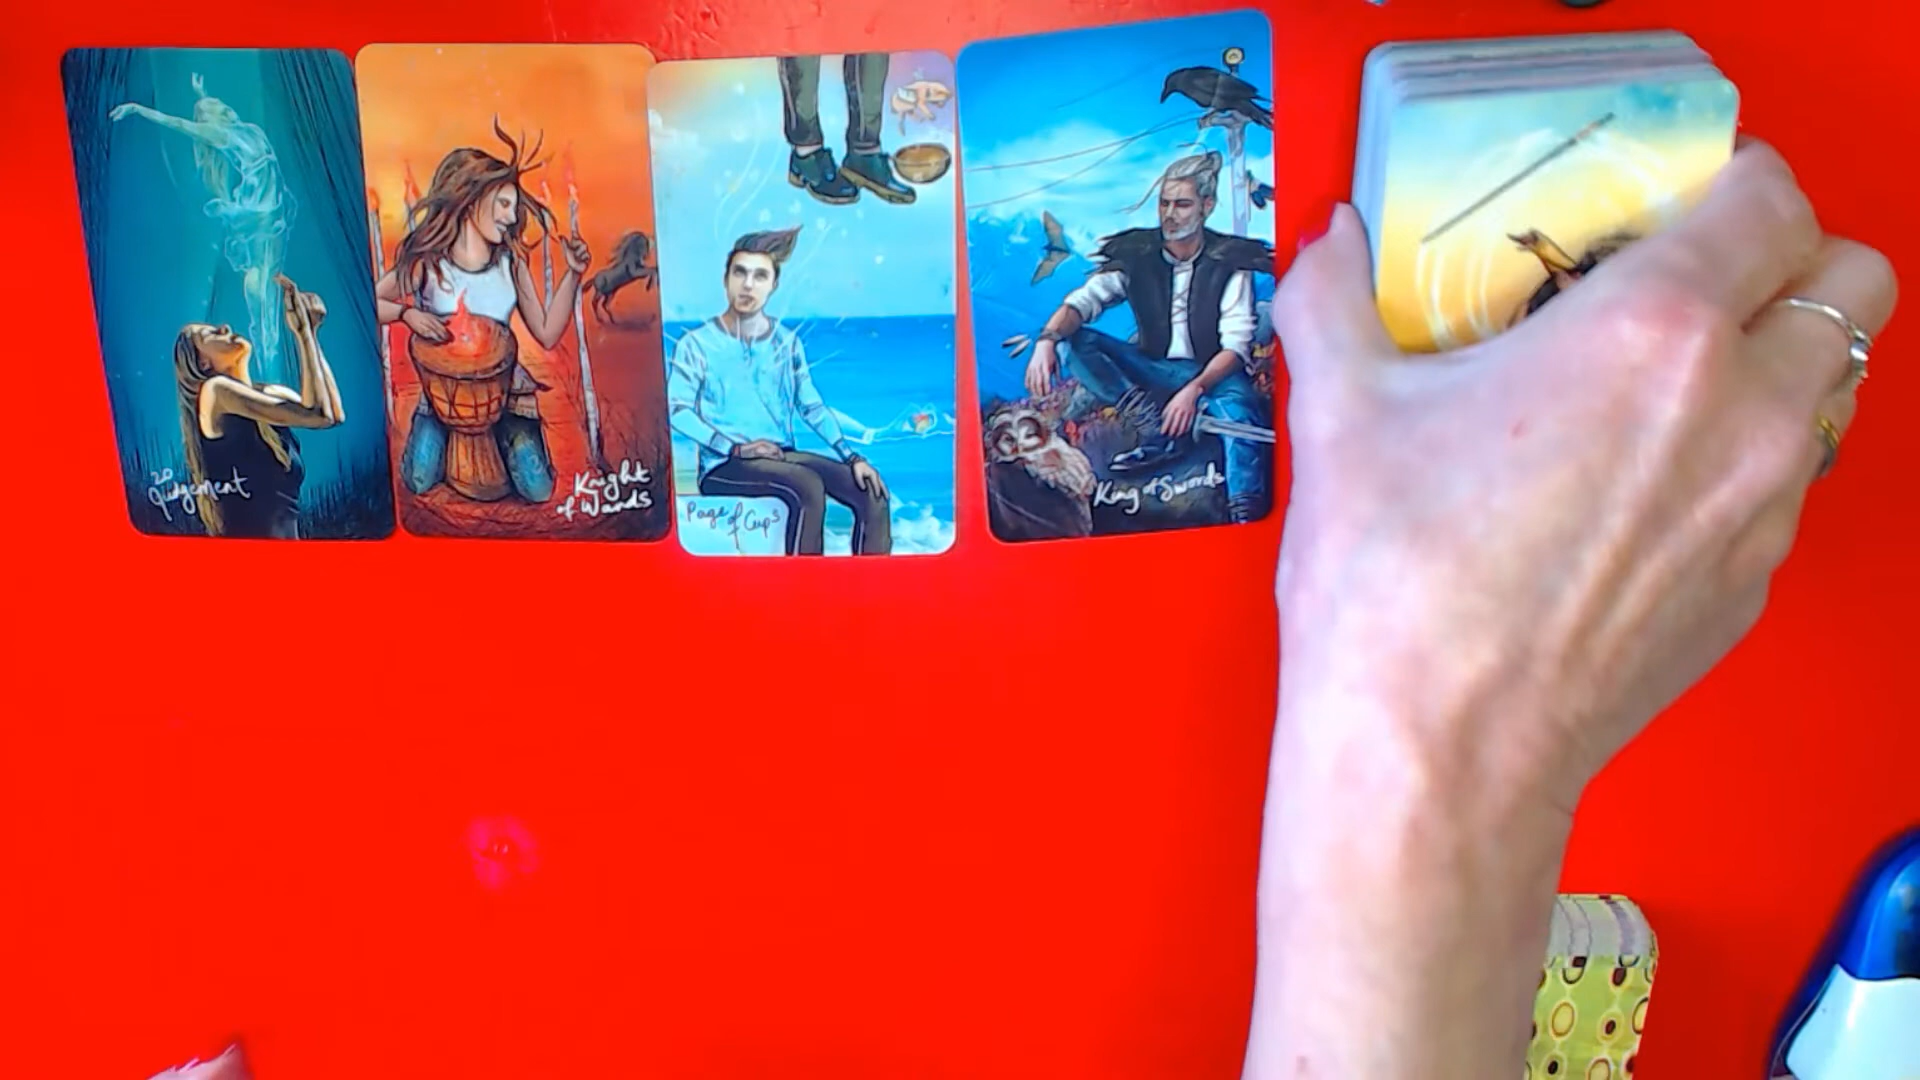 20
Judgement
Knight
of Wands
Page of Cups
King of Swords